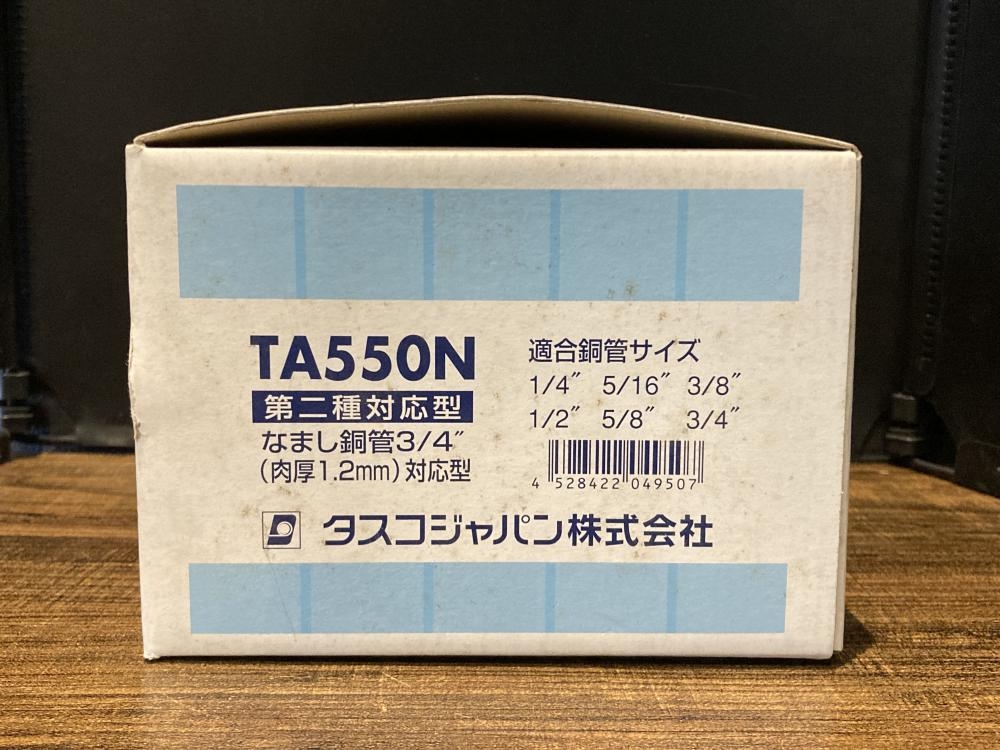 TA550N
第二種対応型
なまし銅管3/4″
(肉厚1.2mm)対応型
適合銅管サイズ
1/4″ 5/16″ 3/8″
1/2″ 5/8″ 3/4″
4 528422 049507
タスコジャパン株式会社